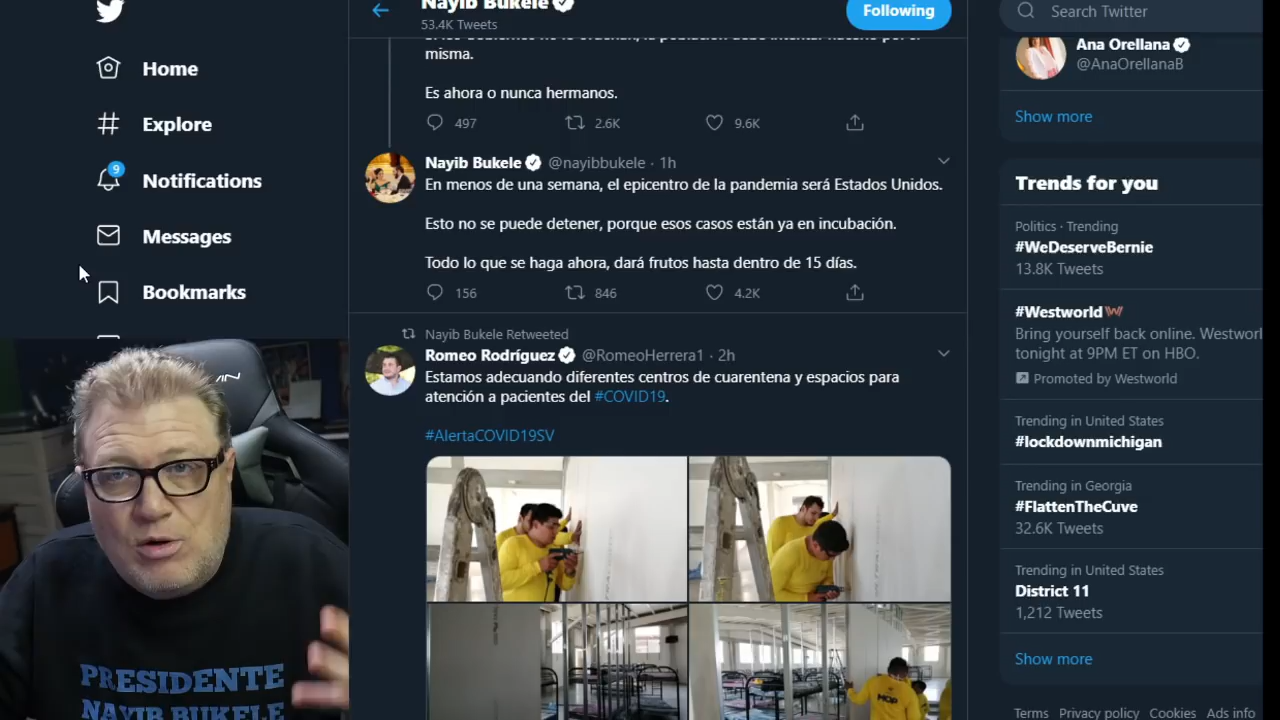 Nayib Bukele
53.4K Tweets
Following
Search Twitter
Home
Explore
9
Notifications
Messages
Bookmarks
misma.
Es ahora o nunca hermanos.
497
2.6K
9.6K
Nayib Bukele @nayibbukele · 1h
En menos de una semana, el epicentro de la pandemia será Estados Unidos.
Esto no se puede detener, porque esos casos están ya en incubación.
Todo lo que se haga ahora, dará frutos hasta dentro de 15 días.
156
846
4.2K
Nayib Bukele Retweeted
Romeo Rodríguez @RomeoHerrera1 · 2h
Estamos adecuando diferentes centros de cuarentena y espacios para
atención a pacientes del #COVID19.
#AlertaCOVID19SV
MOP
Ana Orellana
@AnaOrellanaB
Show more
Trends for you
Politics · Trending
#WeDeserveBernie
13.8K Tweets
#Westworld
Bring yourself back online. Westworl
tonight at 9PM ET on HBO.
Promoted by Westworld
Trending in United States
#lockdownmichigan
Trending in Georgia
#FlattenTheCuve
32.6K Tweets
Trending in United States
District 11
1,212 Tweets
Show more
Terms Privacy policy Cookies Ads info
PRESIDENTE
NAYIB BUKELE